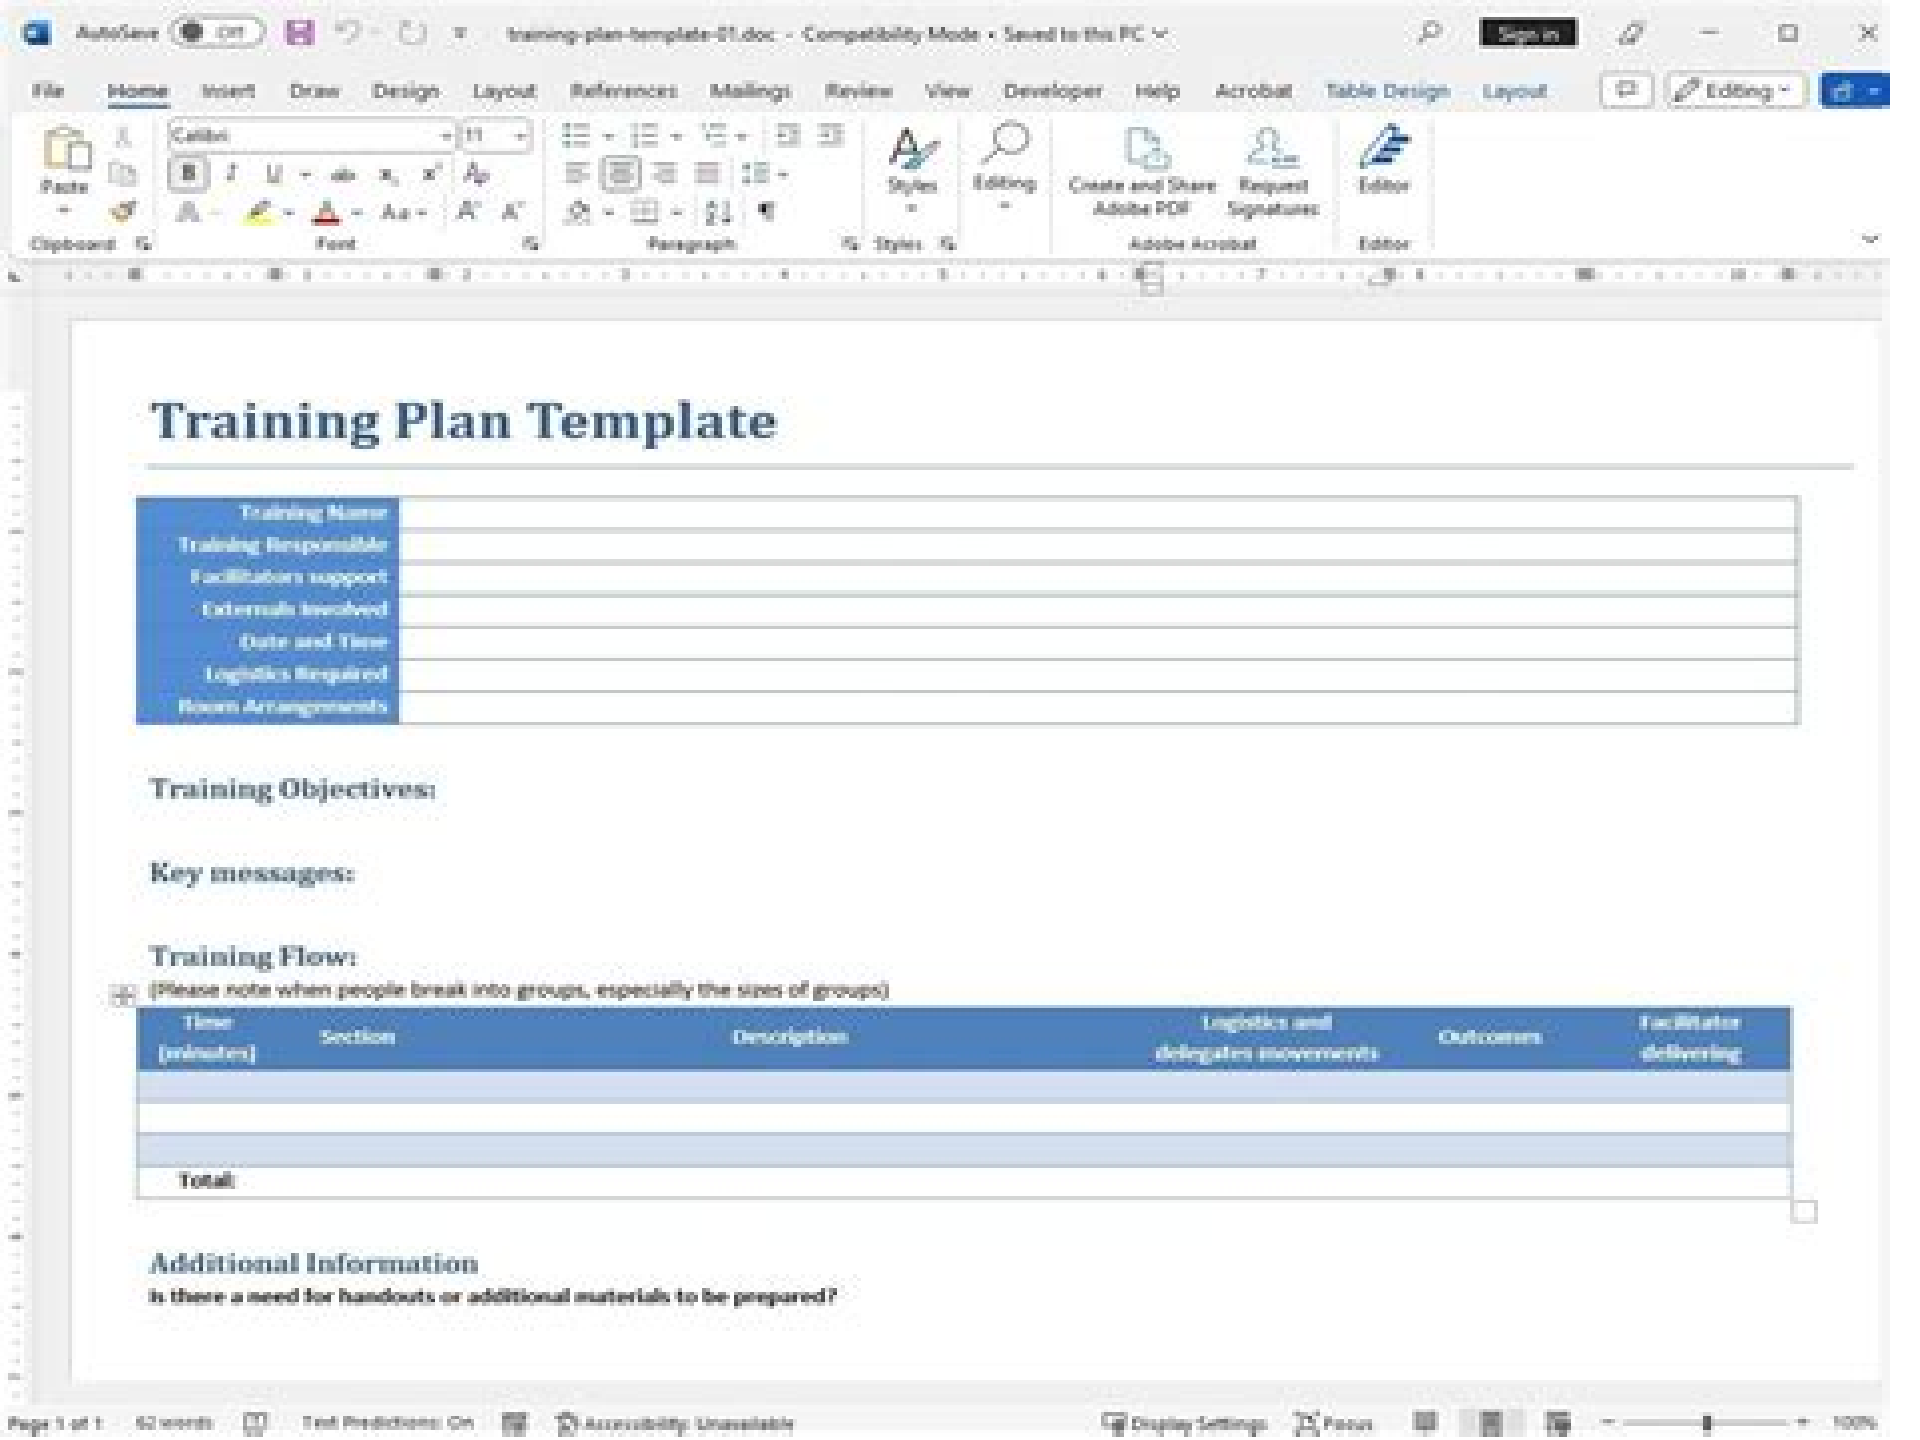 AutoSave Off training-plan-template-01.doc - Compatibility Mode • Saved to this PC Sign in
File Home Insert Draw Design Layout References Mailings Review View Developer Help Acrobat Table Design Layout Editing
Calibri 11
Paste Styles Editing Create and Share Adobe PDF Request Signatures Editor
Clipboard Font Paragraph Styles Adobe Acrobat Editor
Training Plan Template
Training Name
Training Responsible
Facilitators support
Externals Involved
Date and Time
Logistics Required
Room Arrangements
Training Objectives:
Key messages:
Training Flow:
(Please note when people break into groups, especially the sizes of groups)
Time (minutes) Section Description Logistics and delegates movements Outcomes Facilitator delivering
Total:
Additional Information
Is there a need for handouts or additional materials to be prepared?
Page 1 of 1 62 words Text Predictions: On Accessibility: Unavailable Display Settings Focus 100%